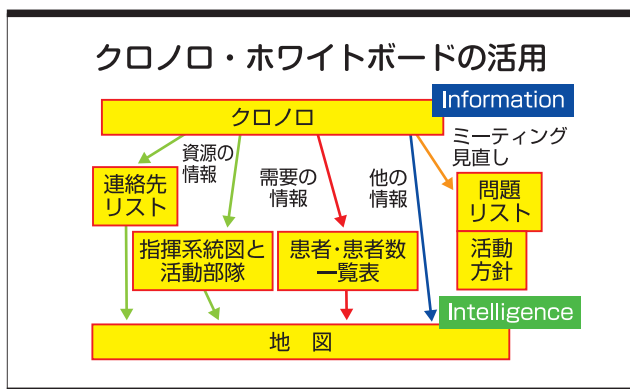 クロノロ・ホワイトボードの活用
Information
クロノロ
資源の
情報
需要の
情報
他の
情報
ミーティング
見直し
連絡先
リスト
問題
リスト
指揮系統図と
活動部隊
患者・患者数
一覧表
活動
方針
Intelligence
地 図